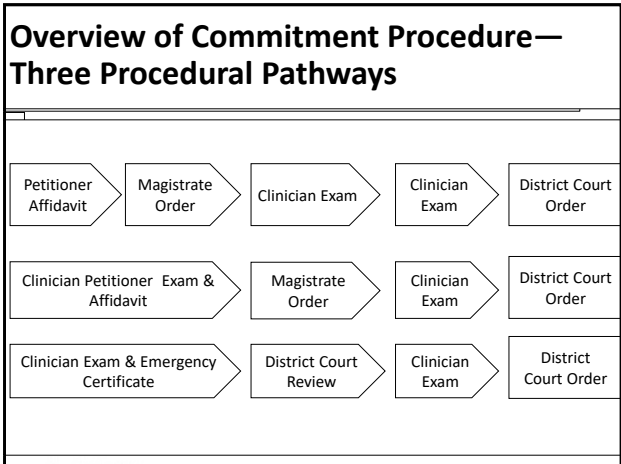 Overview of Commitment Procedure—
Three Procedural Pathways
Petitioner
Affidavit
Magistrate
Order
Clinician Exam
Clinician
Exam
District Court
Order
Clinician Petitioner Exam &
Affidavit
Magistrate
Order
Clinician
Exam
District Court
Order
Clinician Exam & Emergency
Certificate
District Court
Review
Clinician
Exam
District
Court Order